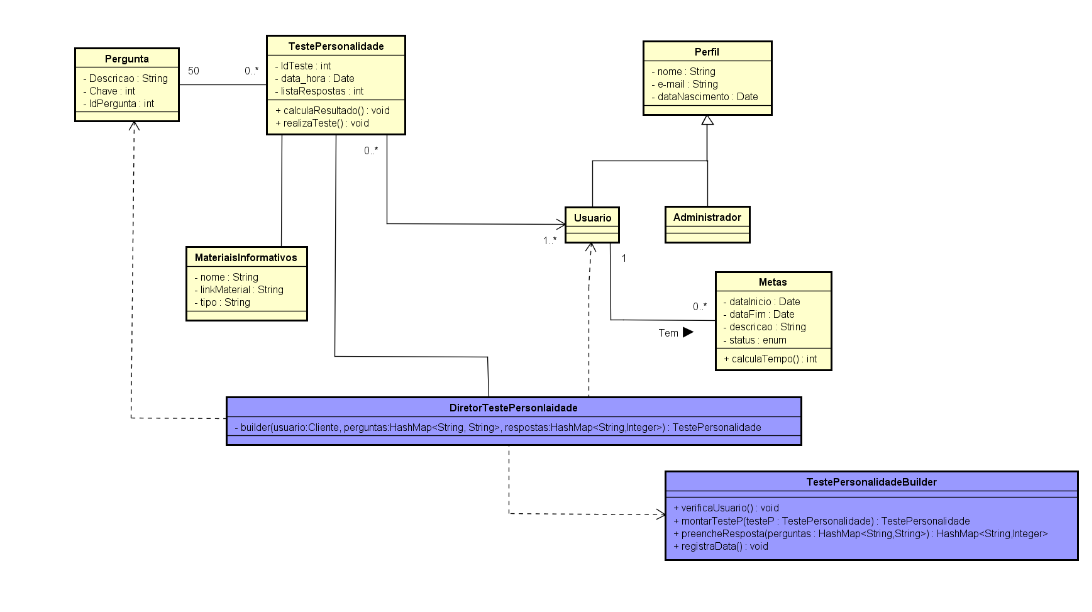 Pergunta
- Descricao : String
- Chave : int
- IdPergunta : int
50
0..*
TestePersonalidade
- IdTeste : int
- data_hora : Date
- listaRespostas : int
+ calculaResultado() : void
+ realizaTeste() : void
0..*
Perfil
- nome : String
- e-mail : String
- dataNascimento : Date
Usuario
1..*
1
Administrador
MateriaisInformativos
- nome : String
- linkMaterial : String
- tipo : String
Metas
- dataInicio : Date
- dataFim : Date
- descricao : String
- status : enum
+ calculaTempo() : int
0..*
Tem ►
DiretorTestePersonlaidade
- builder(usuario:Cliente, perguntas:HashMap<String, String>, respostas:HashMap<String,Integer>) : TestePersonalidade
TestePersonalidadeBuilder
+ verificaUsuario() : void
+ montarTesteP(testeP : TestePersonalidade) : TestePersonalidade
+ preencheResposta(perguntas : HashMap<String,String>) : HashMap<String,Integer>
+ registraData() : void